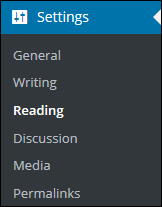 Settings
General
Writing
Reading
Discussion
Media
Permalinks